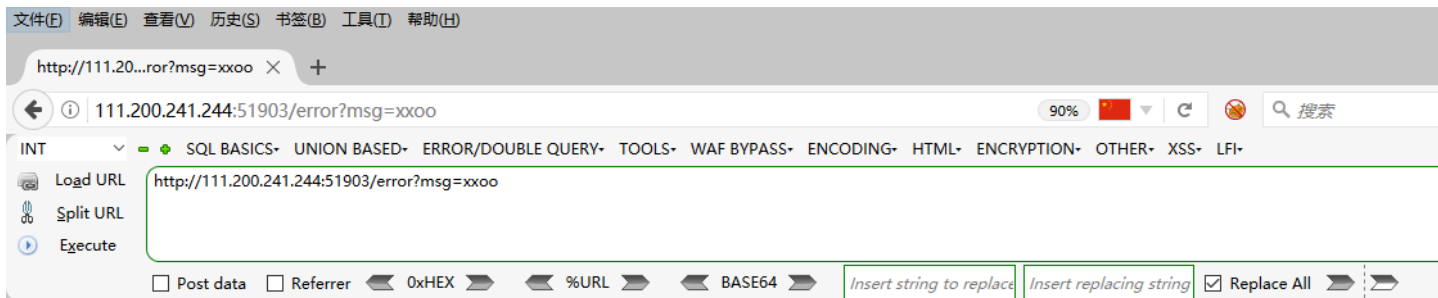 文件(F) 编辑(E) 查看(V) 历史(S) 书签(B) 工具(T) 帮助(H)
http://111.20...ror?msg=xxoo
111.200.241.244:51903/error?msg=xxoo 90% 搜索
INT SQL BASICS UNION BASED ERROR/DOUBLE QUERY TOOLS WAF BYPASS ENCODING HTML ENCRYPTION OTHER XSS LFI
Load URL http://111.200.241.244:51903/error?msg=xxoo
Split URL
Execute
Post data Referrer 0xHEX %URL BASE64 Insert string to replace Insert replacing string Replace All